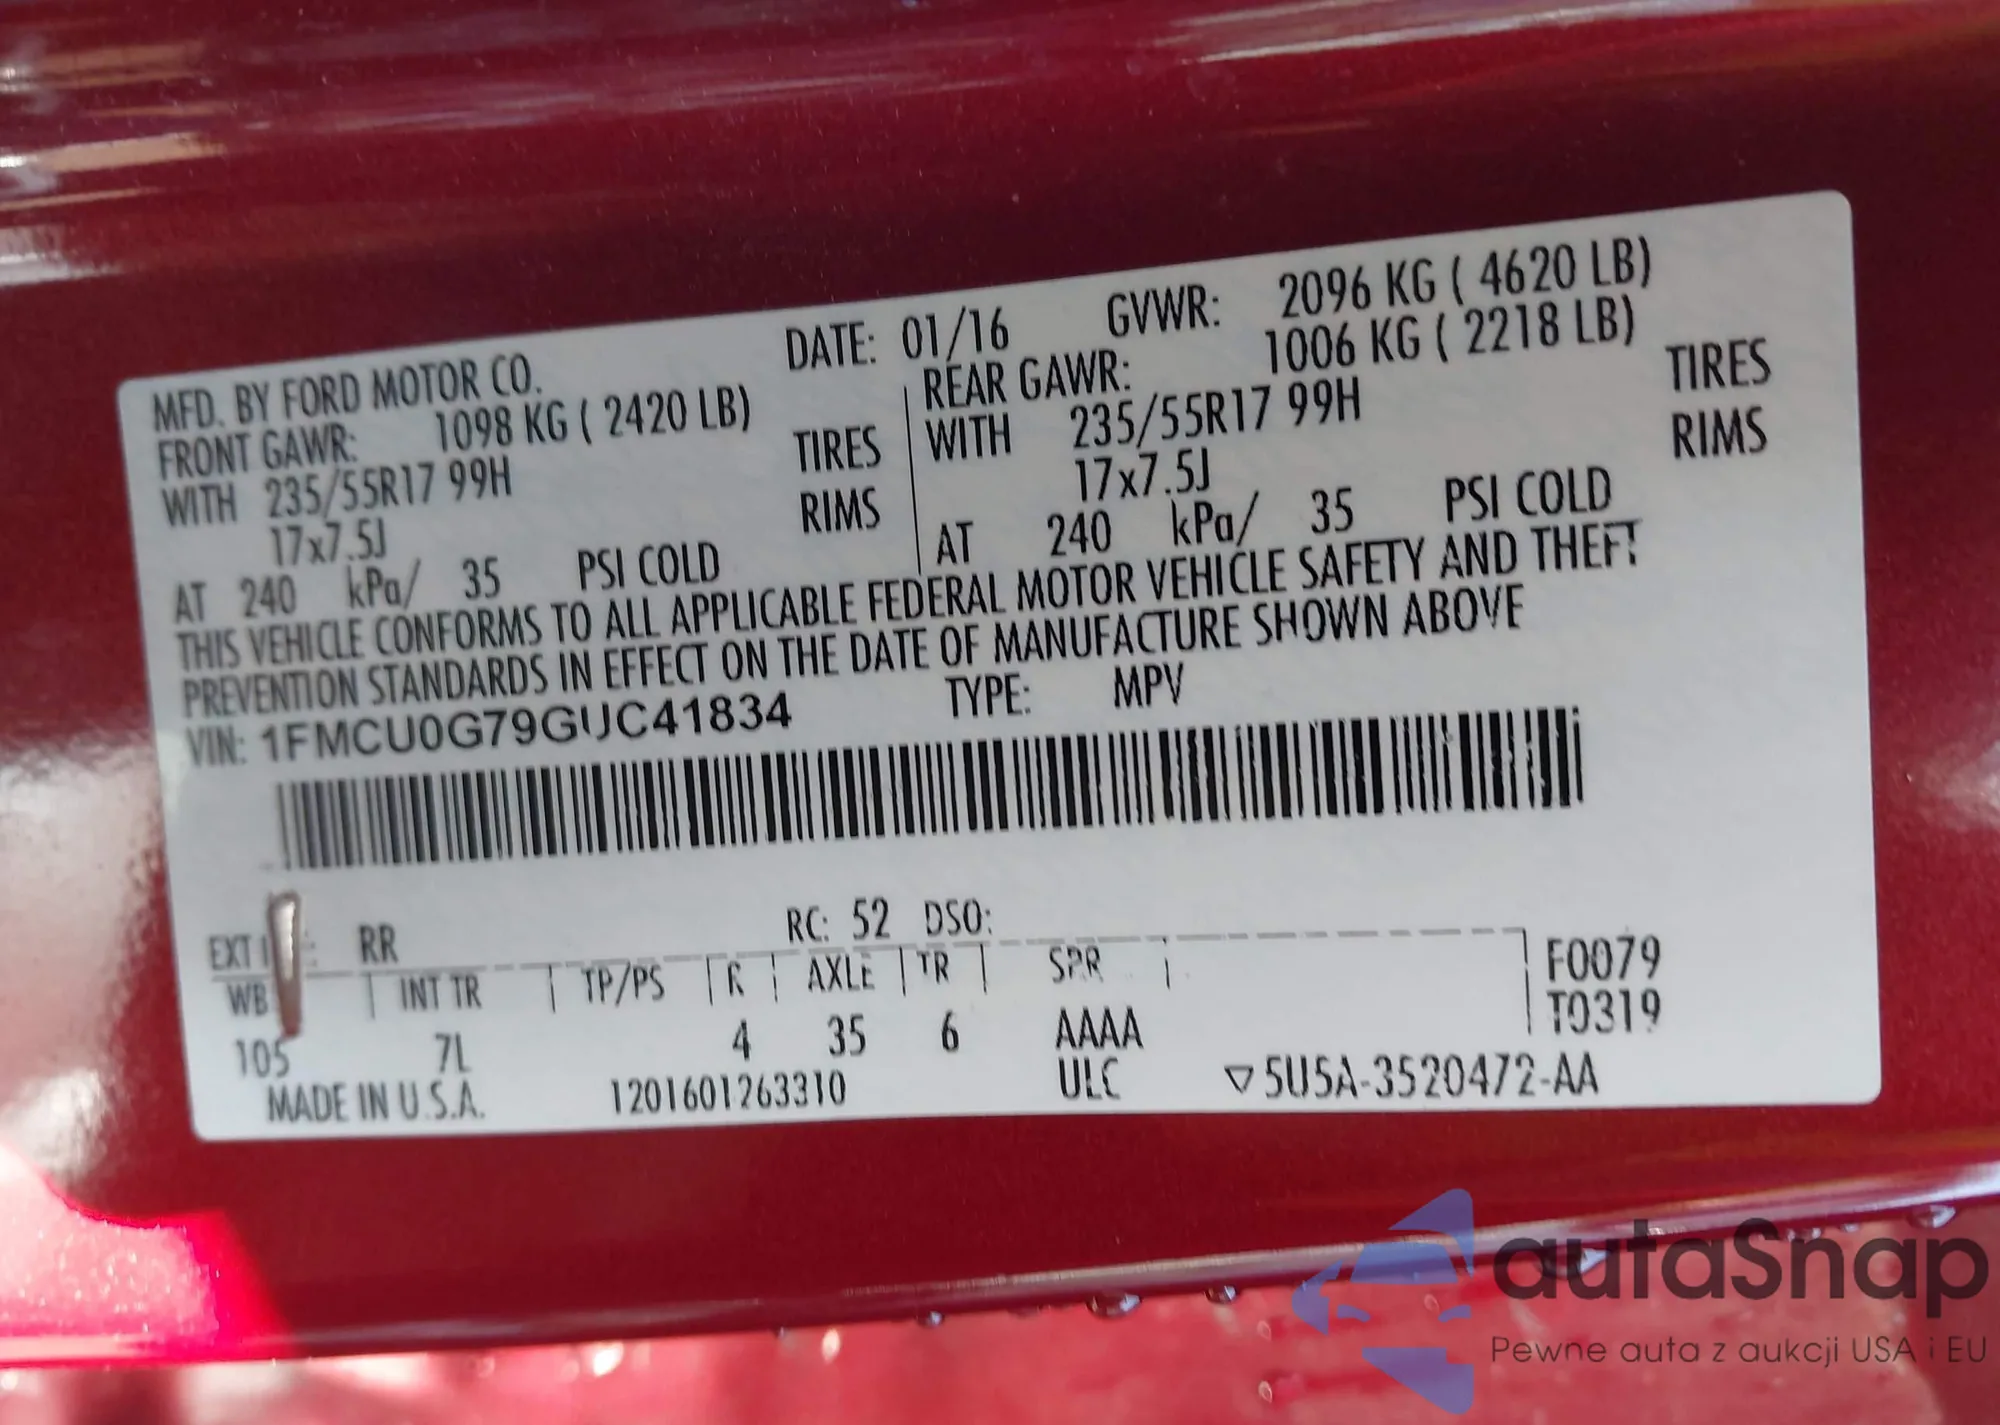 MFD. BY FORD MOTOR CO.
DATE: 01/16 GVWR: 2096 KG ( 4620 LB)
FRONT GAWR: 1098 KG ( 2420 LB)
REAR GAWR: 1006 KG ( 2218 LB)
WITH 235/55R17 99H TIRES
17x7.5J RIMS
AT 240 kPa/ 35 PSI COLD
WITH 235/55R17 99H TIRES
17x7.5J RIMS
AT 240 kPa/ 35 PSI COLD
THIS VEHICLE CONFORMS TO ALL APPLICABLE FEDERAL MOTOR VEHICLE SAFETY AND THEFT
PREVENTION STANDARDS IN EFFECT ON THE DATE OF MANUFACTURE SHOWN ABOVE
VIN: 1FMCU0G79GUC41834 TYPE: MPV
EXT RR RC: 52 DSO:
WB INT TR TP/PS R AXLE TR SPR F0079
105 7L 4 35 6 AAAA T0319
MADE IN U.S.A. 1201601263310 ULC ▽5U5A-3520472-AA
autaSnap
Pewne auta z aukcji USA i EU